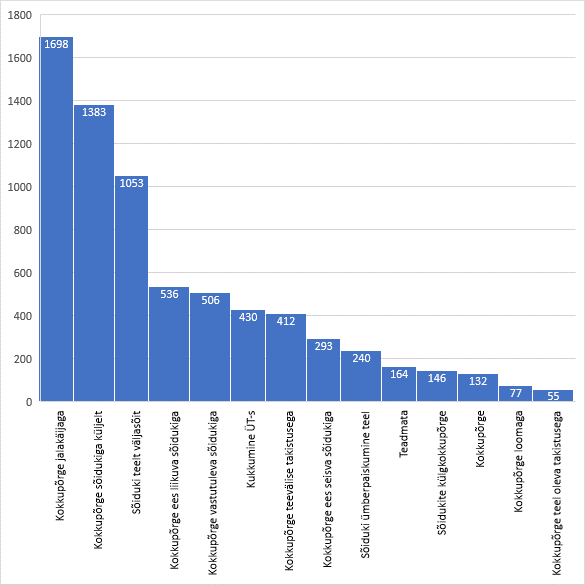 1800
1600
1400
1200
1000
800
600
400
200
0
1698
1383
1053
536
506
430
412
293
240
164
146
132
77
55
Kokkupõrge jalakäijaga
Kokkupõrge sõidukiga küljelt
Sõiduki teelt väljasõit
Kokkupõrge ees liikuva sõidukiga
Kokkupõrge vastutuleva sõidukiga
Kukkumine ÜT-s
Kokkupõrge teevälise takistusega
Kokkupõrge ees seisva sõidukiga
Sõiduki ümberpaiskumine teel
Teadmata
Sõidukite külgkokkupõrge
Kokkupõrge
Kokkupõrge loomaga
Kokkupõrge teel oleva takistusega